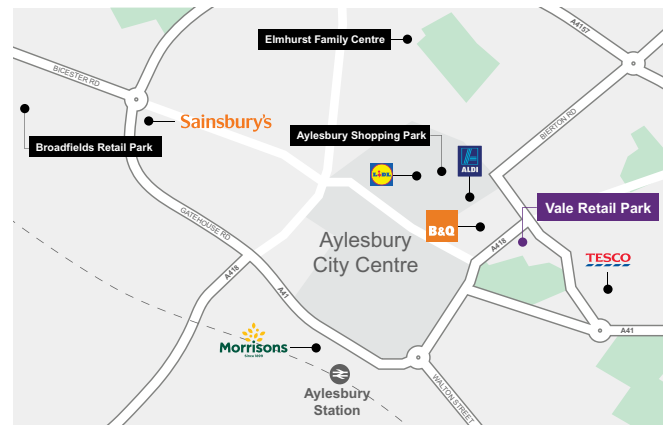 A4157
Elmhurst Family Centre
BICESTER RD
Sainsbury's
BIERTON RD
Broadfields Retail Park
Aylesbury Shopping Park
LIDL
ALDI
Vale Retail Park
GATEHOUSE RD
B&Q
Aylesbury
City Centre
A418
TESCO
A418
A41
A41
Morrisons
Since 1899
WALTON STREET
Aylesbury
Station